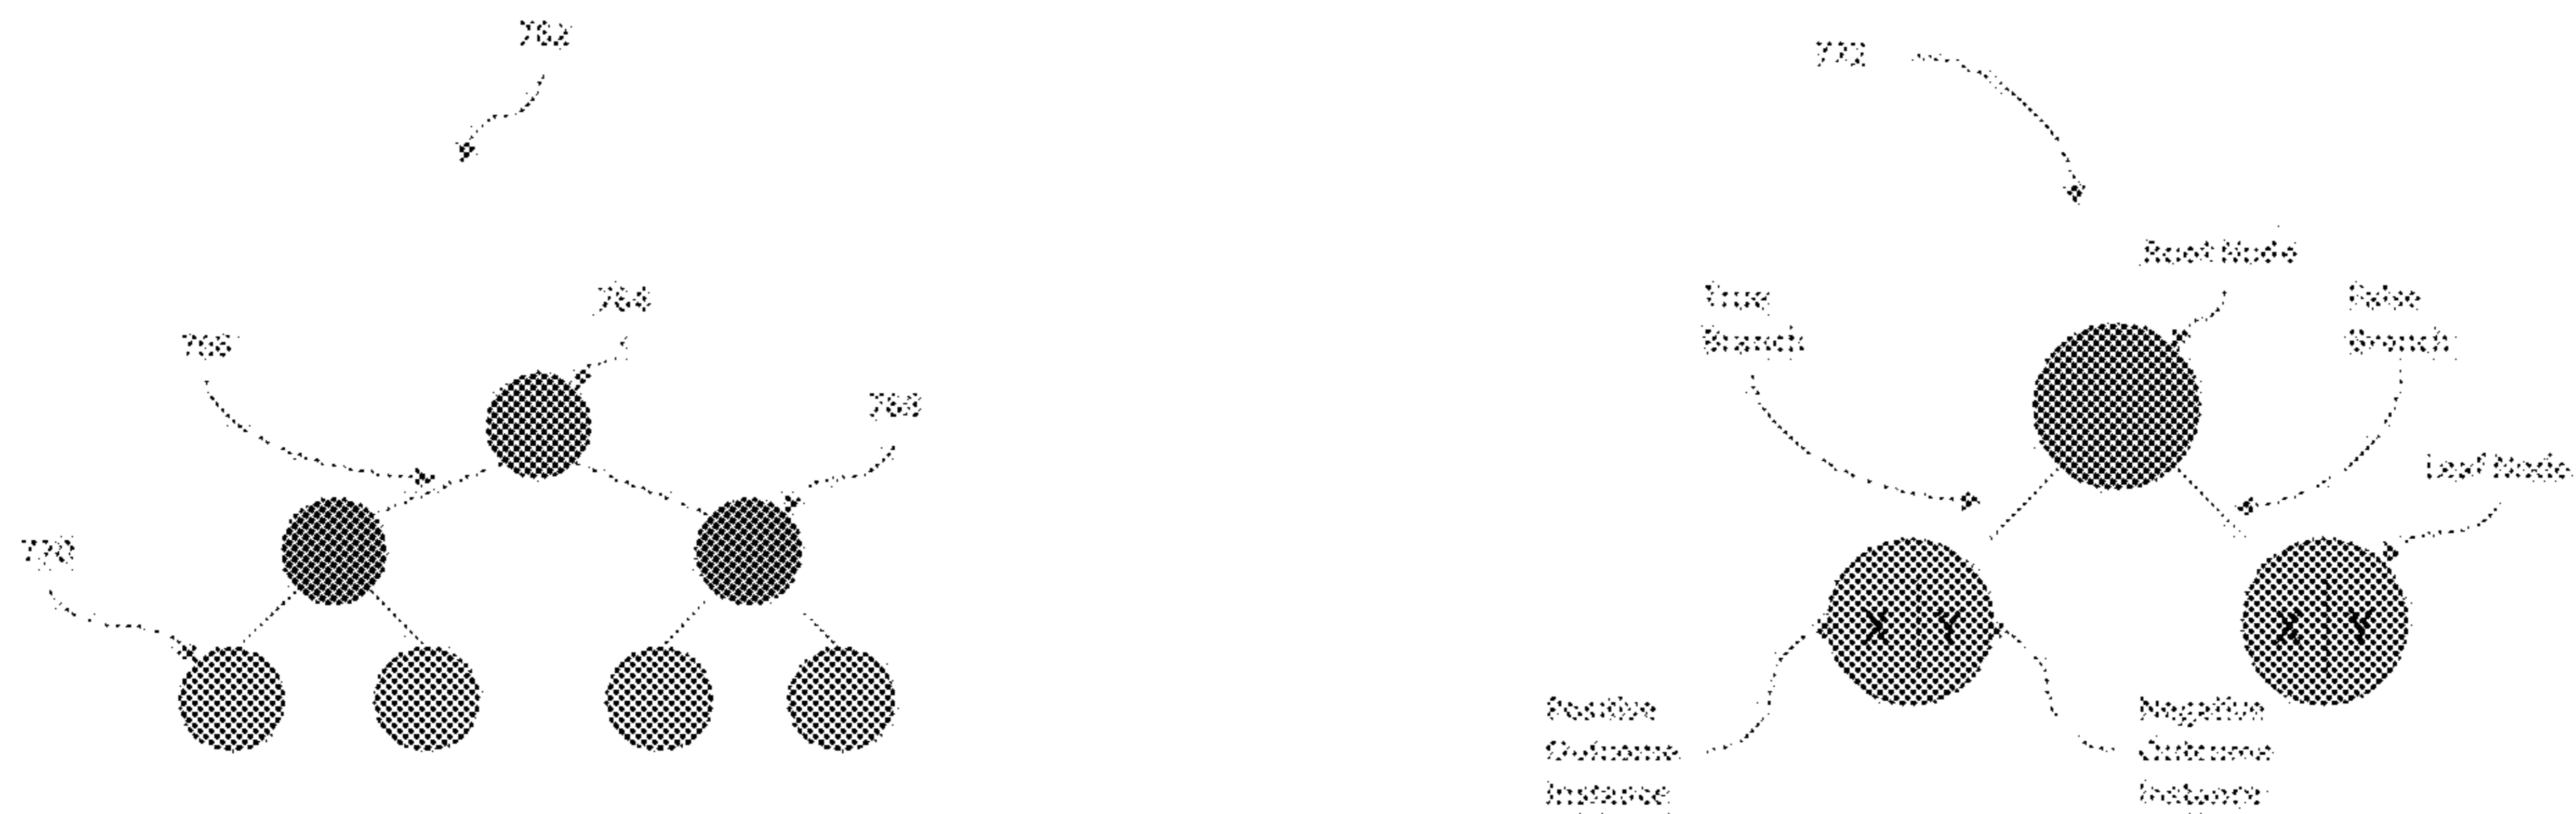 762
764
766
768
770
772
Root Node
True
Branch
False
Branch
Leaf Node
X Y
X Y
Positive
Outcome
Instance
Negative
Outcome
Instance